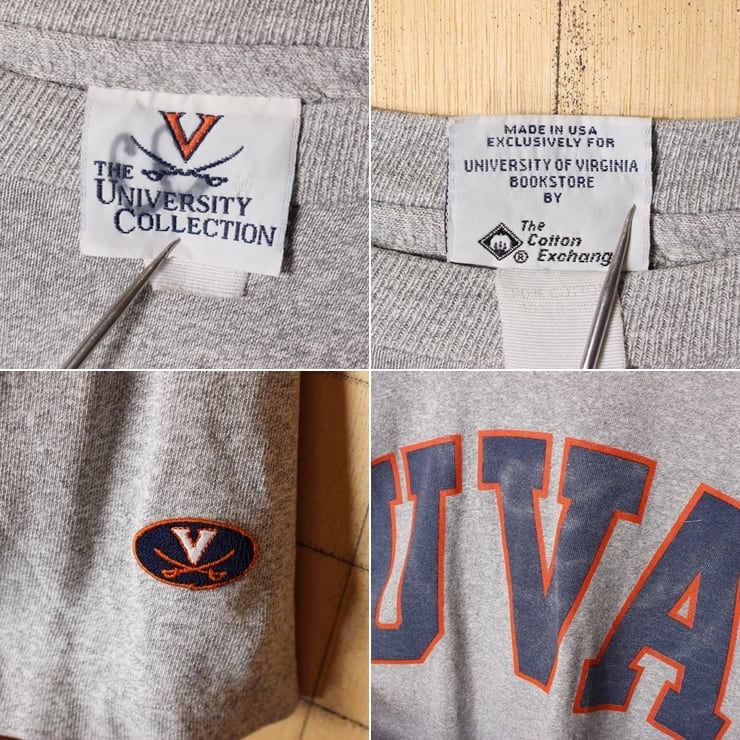 V
THE
UNIVERSITY
COLLECTION
MADE IN USA
EXCLUSIVELY FOR
UNIVERSITY OF VIRGINIA
BOOKSTORE
BY
The
Cotton
® Exchang
V
UVA